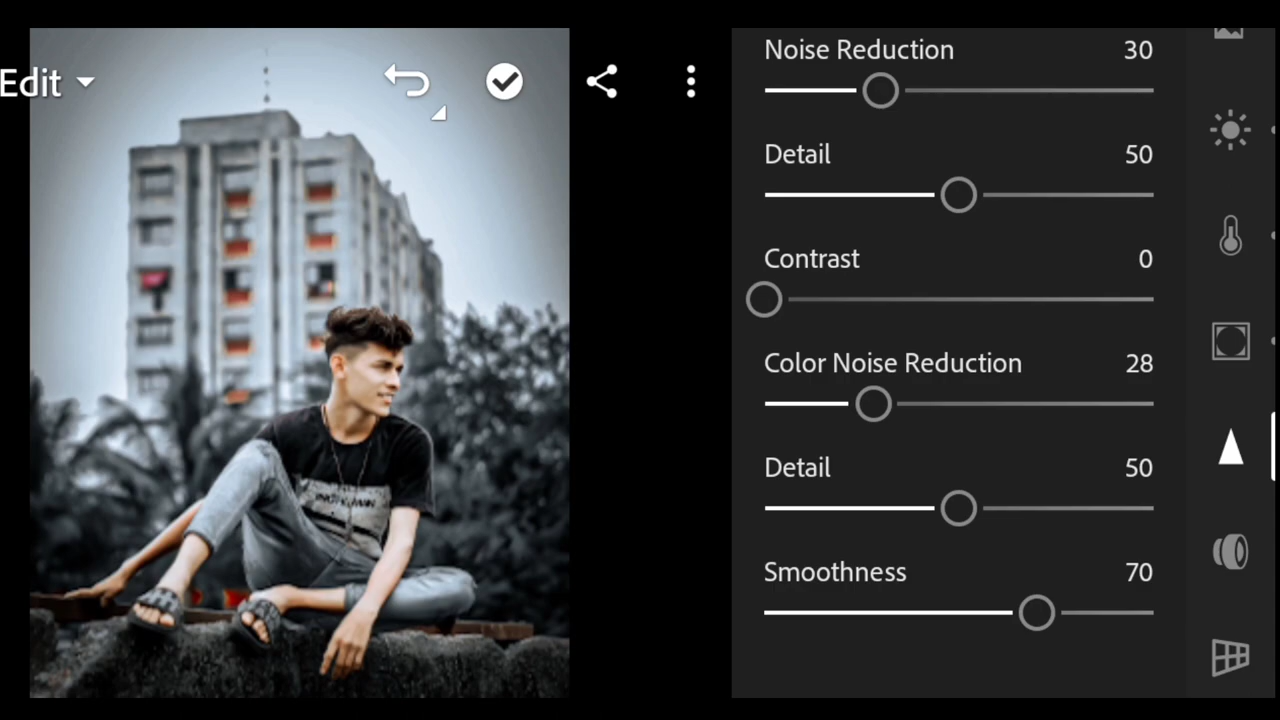 Edit
Noise Reduction 30
Detail 50
Contrast 0
Color Noise Reduction 28
Detail 50
Smoothness 70